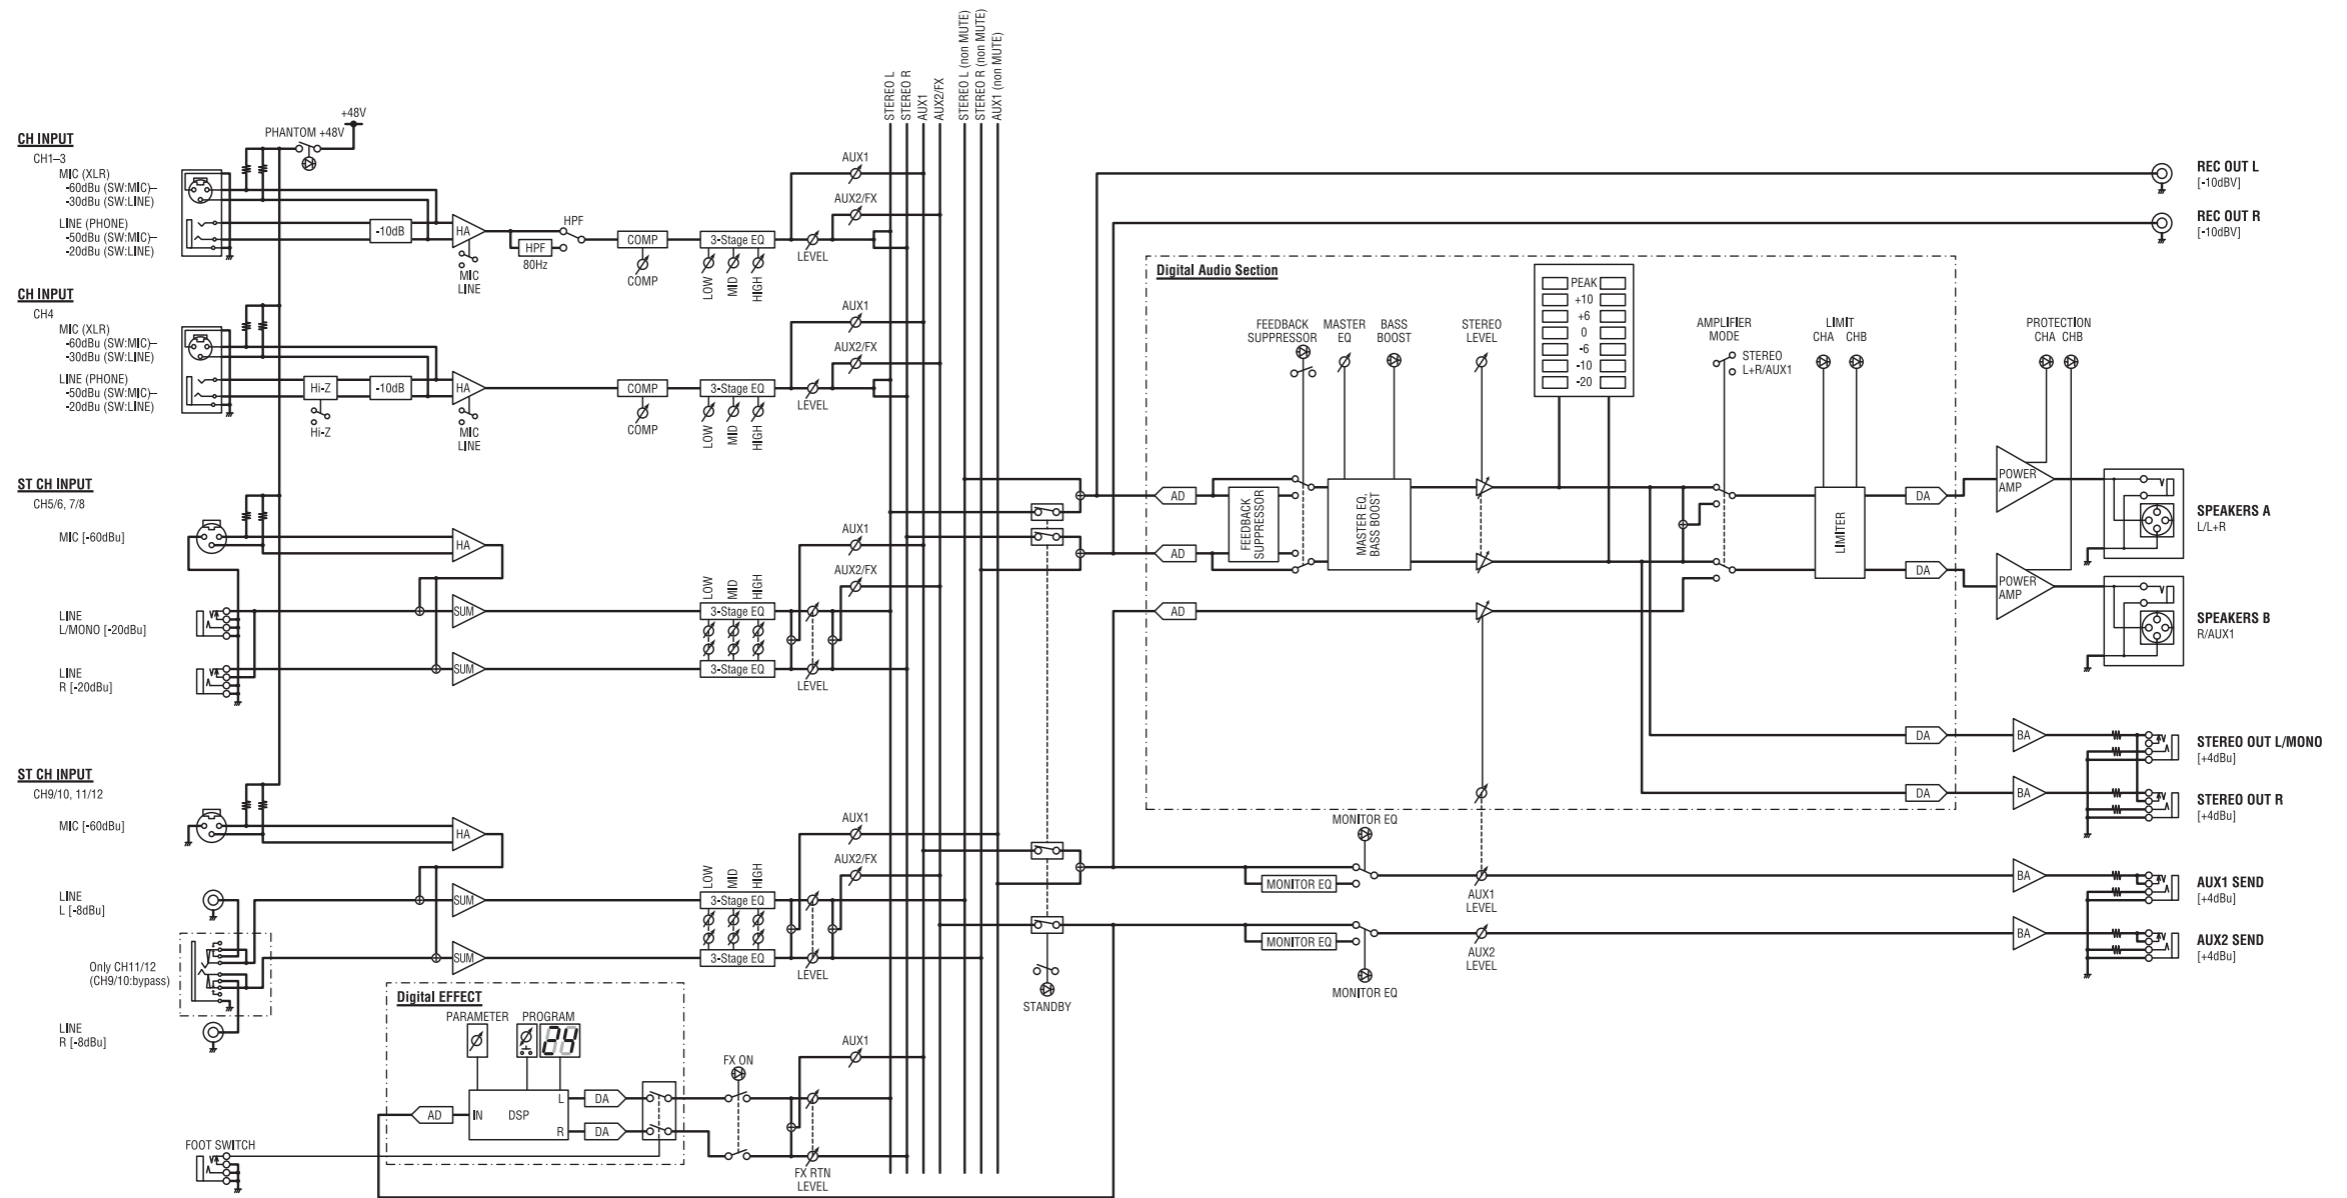 STEREO L
STEREO R
AUX1
AUX2/FX
STEREO L (non MUTE)
STEREO R (non MUTE)
AUX1 (non MUTE)
CH INPUT
CH1–3
MIC (XLR)
-60dBu (SW:MIC)–
-30dBu (SW:LINE)
LINE (PHONE)
-50dBu (SW:MIC)–
-20dBu (SW:LINE)
PHANTOM +48V
+48V
-10dB
HA
MIC
LINE
HPF
HPF
80Hz
COMP
COMP
3-Stage EQ
LOW
MID
HIGH
LEVEL
AUX1
AUX2/FX
CH INPUT
CH4
MIC (XLR)
-60dBu (SW:MIC)–
-30dBu (SW:LINE)
LINE (PHONE)
-50dBu (SW:MIC)–
-20dBu (SW:LINE)
Hi-Z
Hi-Z
-10dB
HA
MIC
LINE
COMP
COMP
3-Stage EQ
LOW
MID
HIGH
LEVEL
AUX1
AUX2/FX
ST CH INPUT
CH5/6, 7/8
MIC [-60dBu]
LINE
L/MONO [-20dBu]
LINE
R [-20dBu]
HA
SUM
SUM
LOW
MID
HIGH
3-Stage EQ
3-Stage EQ
LEVEL
AUX1
AUX2/FX
ST CH INPUT
CH9/10, 11/12
MIC [-60dBu]
LINE
L [-8dBu]
Only CH11/12
(CH9/10:bypass)
LINE
R [-8dBu]
HA
SUM
SUM
LOW
MID
HIGH
3-Stage EQ
3-Stage EQ
LEVEL
AUX1
AUX2/FX
Digital EFFECT
PARAMETER
PROGRAM
24
AD
IN
DSP
L
R
DA
DA
FOOT SWITCH
FX ON
AUX1
FX RTN
LEVEL
STANDBY
Digital Audio Section
AD
AD
AD
FEEDBACK
SUPPRESSOR
FEEDBACK
SUPPRESSOR
MASTER
EQ
BASS
BOOST
MASTER EQ,
BASS BOOST
STEREO
LEVEL
PEAK
+10
+6
0
-6
-10
-20
AMPLIFIER
MODE
STEREO
L+R/AUX1
LIMIT
CHA
CHB
LIMITER
DA
DA
DA
DA
PROTECTION
CHA
CHB
POWER
AMP
POWER
AMP
MONITOR EQ
MONITOR EQ
AUX1
LEVEL
MONITOR EQ
MONITOR EQ
AUX2
LEVEL
BA
BA
BA
BA
REC OUT L
[-10dBV]
REC OUT R
[-10dBV]
SPEAKERS A
L/L+R
SPEAKERS B
R/AUX1
STEREO OUT L/MONO
[+4dBu]
STEREO OUT R
[+4dBu]
AUX1 SEND
[+4dBu]
AUX2 SEND
[+4dBu]